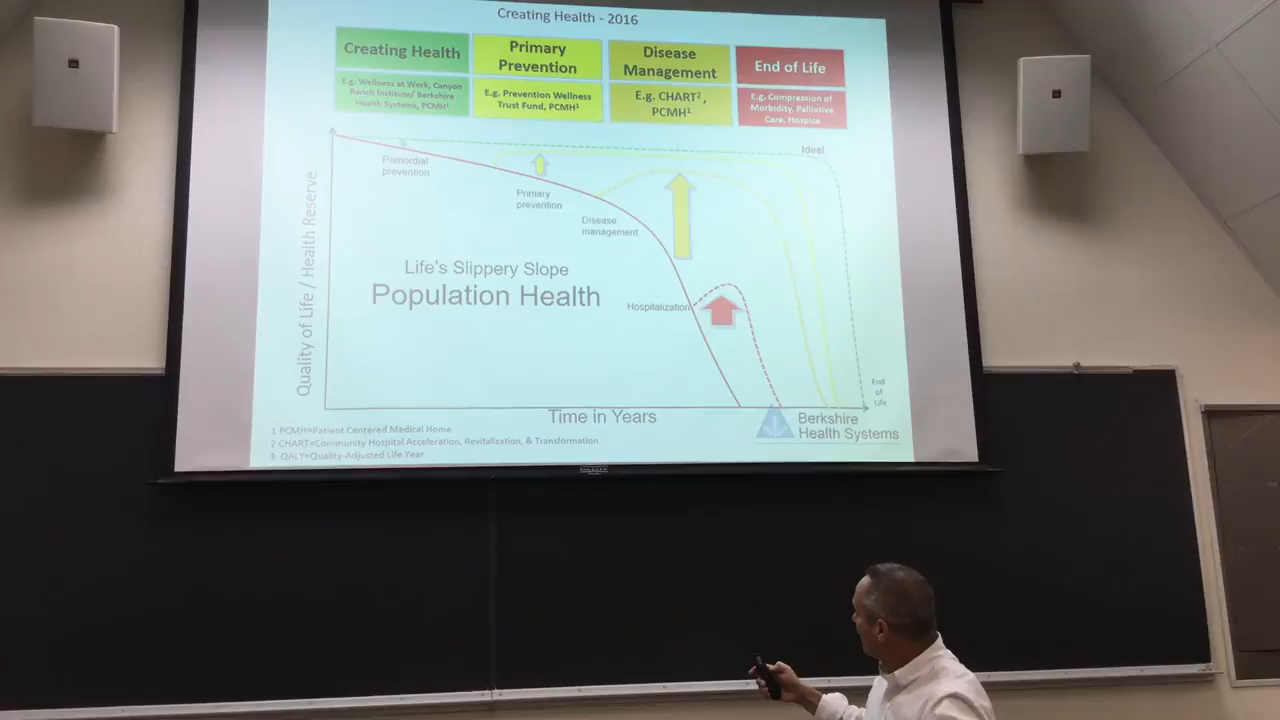 Creating Health - 2016
Creating Health
Primary
Prevention
Disease
Management
End of Life
E.g. Wellness at Work, Canyon
Ranch Institute/ Berkshire
Health Systems, PCMH¹
E.g. Prevention Wellness
Trust Fund, PCMH¹
E.g. CHART²,
PCMH¹
E.g. Compression of
Morbidity, Palliative
Care, Hospice
Ideal
Primordial
prevention
Primary
prevention
Disease
management
Quality of Life / Health Reserve
Life's Slippery Slope
Population Health
Hospitalization
End
of
Life
Time in Years
Berkshire
Health Systems
1 PCMH=Patient Centered Medical Home
2 CHART=Community Hospital Acceleration, Revitalization, & Transformation
3 QALY=Quality-Adjusted Life Year